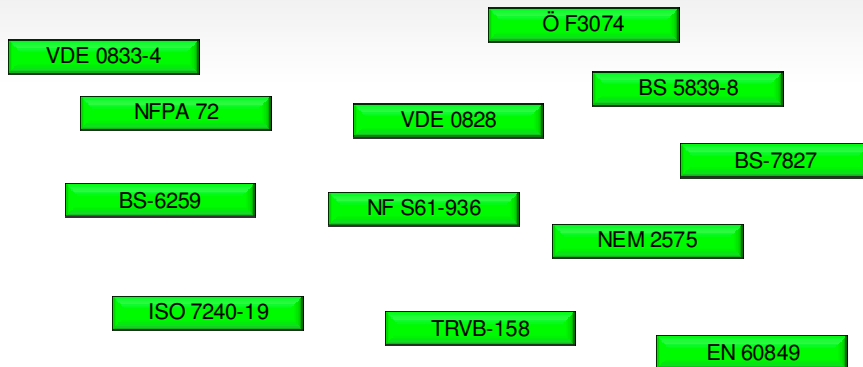 Ö F3074
VDE 0833-4
BS 5839-8
NFPA 72
VDE 0828
BS-7827
BS-6259
NF S61-936
NEM 2575
ISO 7240-19
TRVB-158
EN 60849